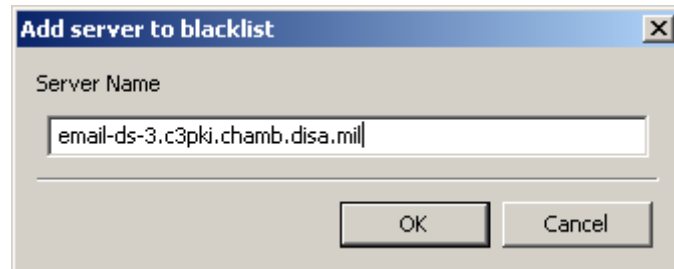 Add server to blacklist
Server Name
email-ds-3.c3pki.chamb.disa.mil
OK Cancel